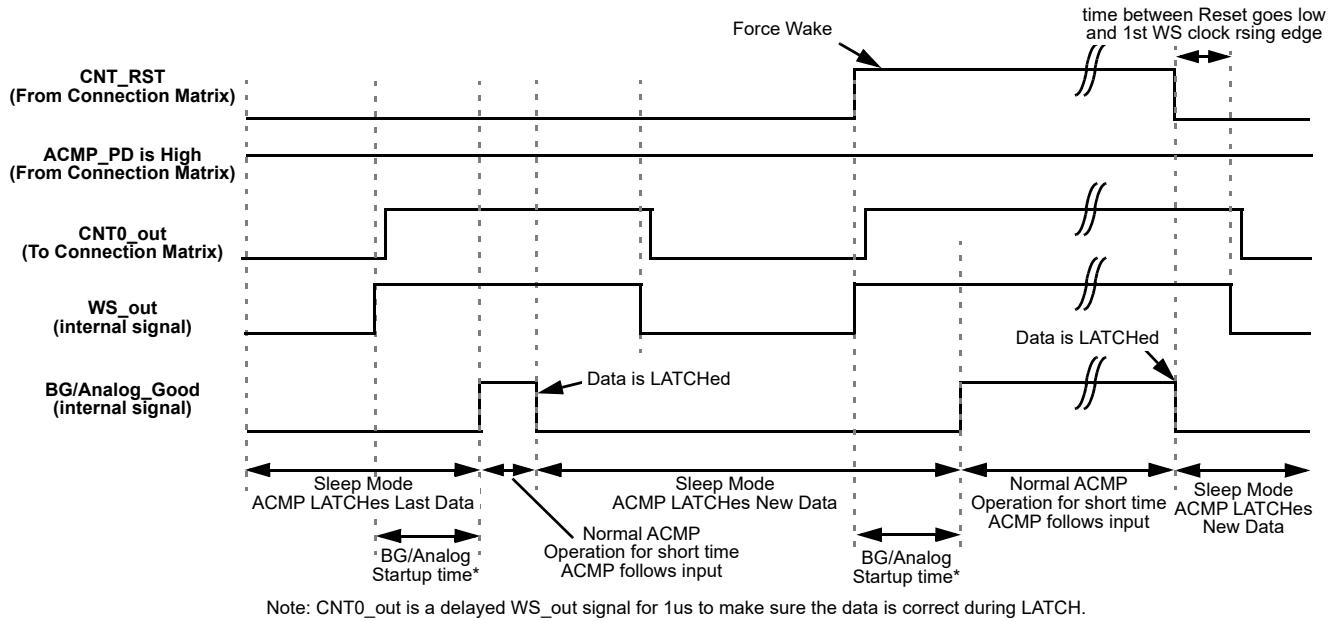 time between Reset goes low
and 1st WS clock rsing edge
Force Wake
CNT_RST
(From Connection Matrix)
ACMP_PD is High
(From Connection Matrix)
CNT0_out
(To Connection Matrix)
WS_out
(internal signal)
Data is LATCHed
BG/Analog_Good
(internal signal)
Data is LATCHed
Sleep Mode
ACMP LATCHes Last Data
Sleep Mode
ACMP LATCHes New Data
Normal ACMP
Operation for short time
ACMP follows input
Sleep Mode
ACMP LATCHes
New Data
BG/Analog
Startup time*
Normal ACMP
Operation for short time
ACMP follows input
BG/Analog
Startup time*
Note: CNT0_out is a delayed WS_out signal for 1us to make sure the data is correct during LATCH.